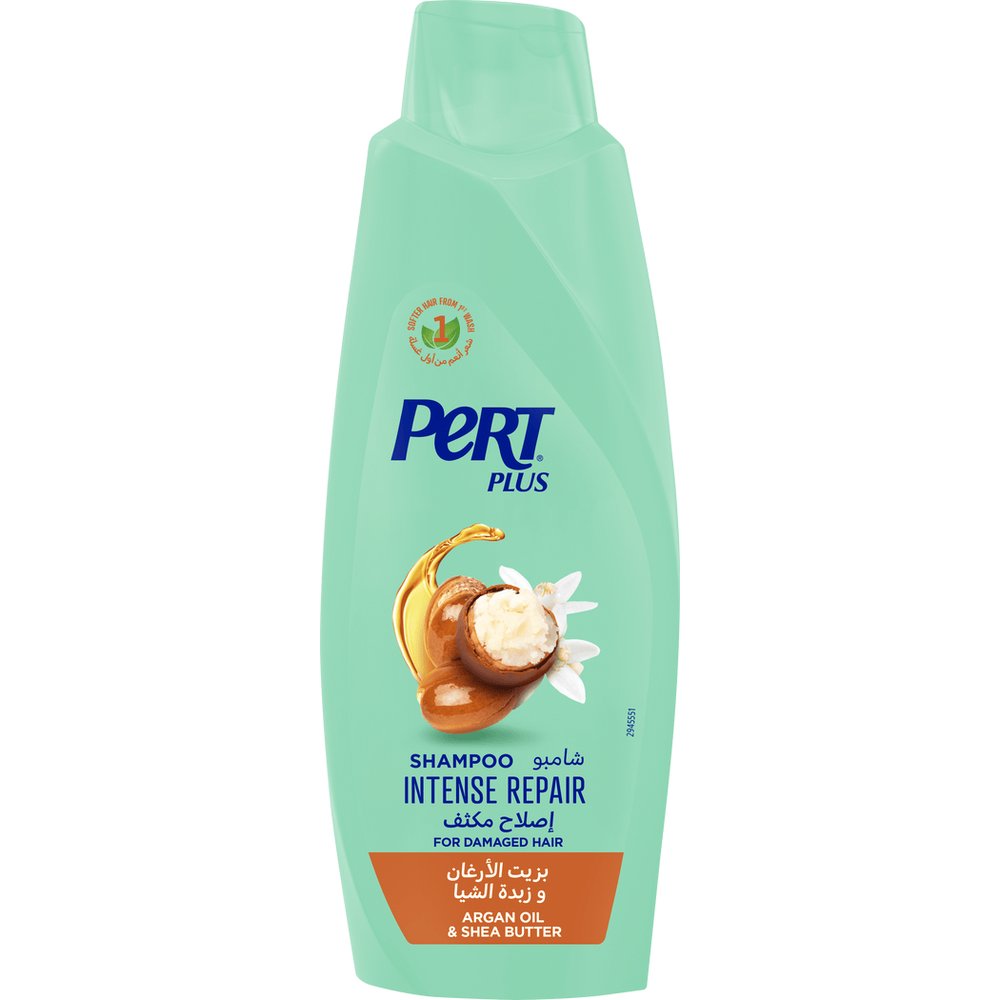 SOFTER HAIR FROM 1ST WASH
1
شعر أنعم من أول غسلة
PERT®
PLUS
2945551
SHAMPOO شامبو
INTENSE REPAIR
إصلاح مكثف
FOR DAMAGED HAIR
بزيت الأرغان
و زبدة الشيا
ARGAN OIL
& SHEA BUTTER